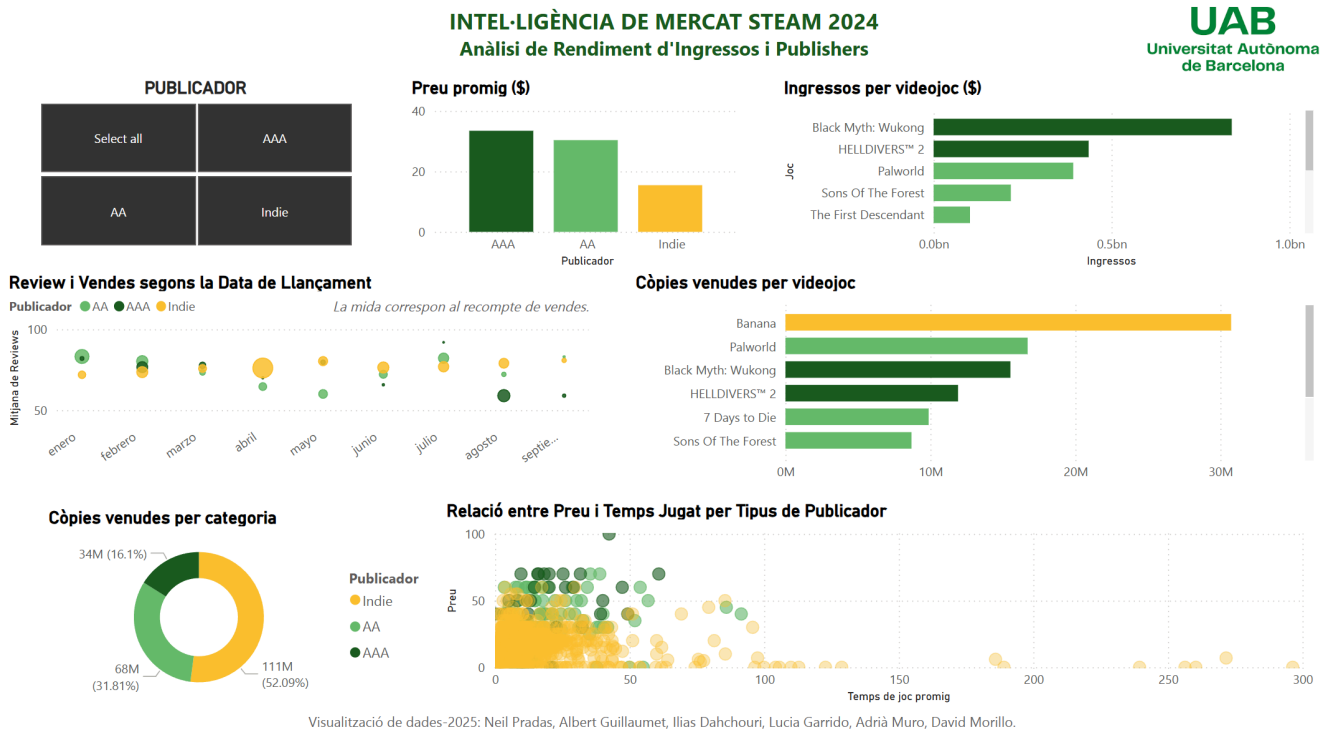 INTEL·LIGÈNCIA DE MERCAT STEAM 2024
Anàlisi de Rendiment d'Ingressos i Publishers
UAB
Universitat Autònoma
de Barcelona
PUBLICADOR
Select all
AAA
AA
Indie
Preu promig ($)
40
20
0
AAA
AA
Indie
Publicador
Ingressos per videojoc ($)
Joc
Black Myth: Wukong
HELLDIVERS™ 2
Palworld
Sons Of The Forest
The First Descendant
0.0bn
0.5bn
1.0bn
Ingressos
Review i Vendes segons la Data de Llançament
Publicador AA AAA Indie
La mida correspon al recompte de vendes.
Mitjana de Reviews
100
50
enero
febrero
marzo
abril
mayo
junio
julio
agosto
septie...
Còpies venudes per videojoc
Banana
Palworld
Black Myth: Wukong
HELLDIVERS™ 2
7 Days to Die
Sons Of The Forest
0M
10M
20M
30M
Còpies venudes per categoria
34M (16.1%)
68M
(31.81%)
111M
(52.09%)
Publicador
Indie
AA
AAA
Relació entre Preu i Temps Jugat per Tipus de Publicador
Preu
100
50
0
0
50
100
150
200
250
300
Temps de joc promig
Visualització de dades-2025: Neil Pradas, Albert Guillaumet, Ilias Dahchouri, Lucia Garrido, Adrià Muro, David Morillo.